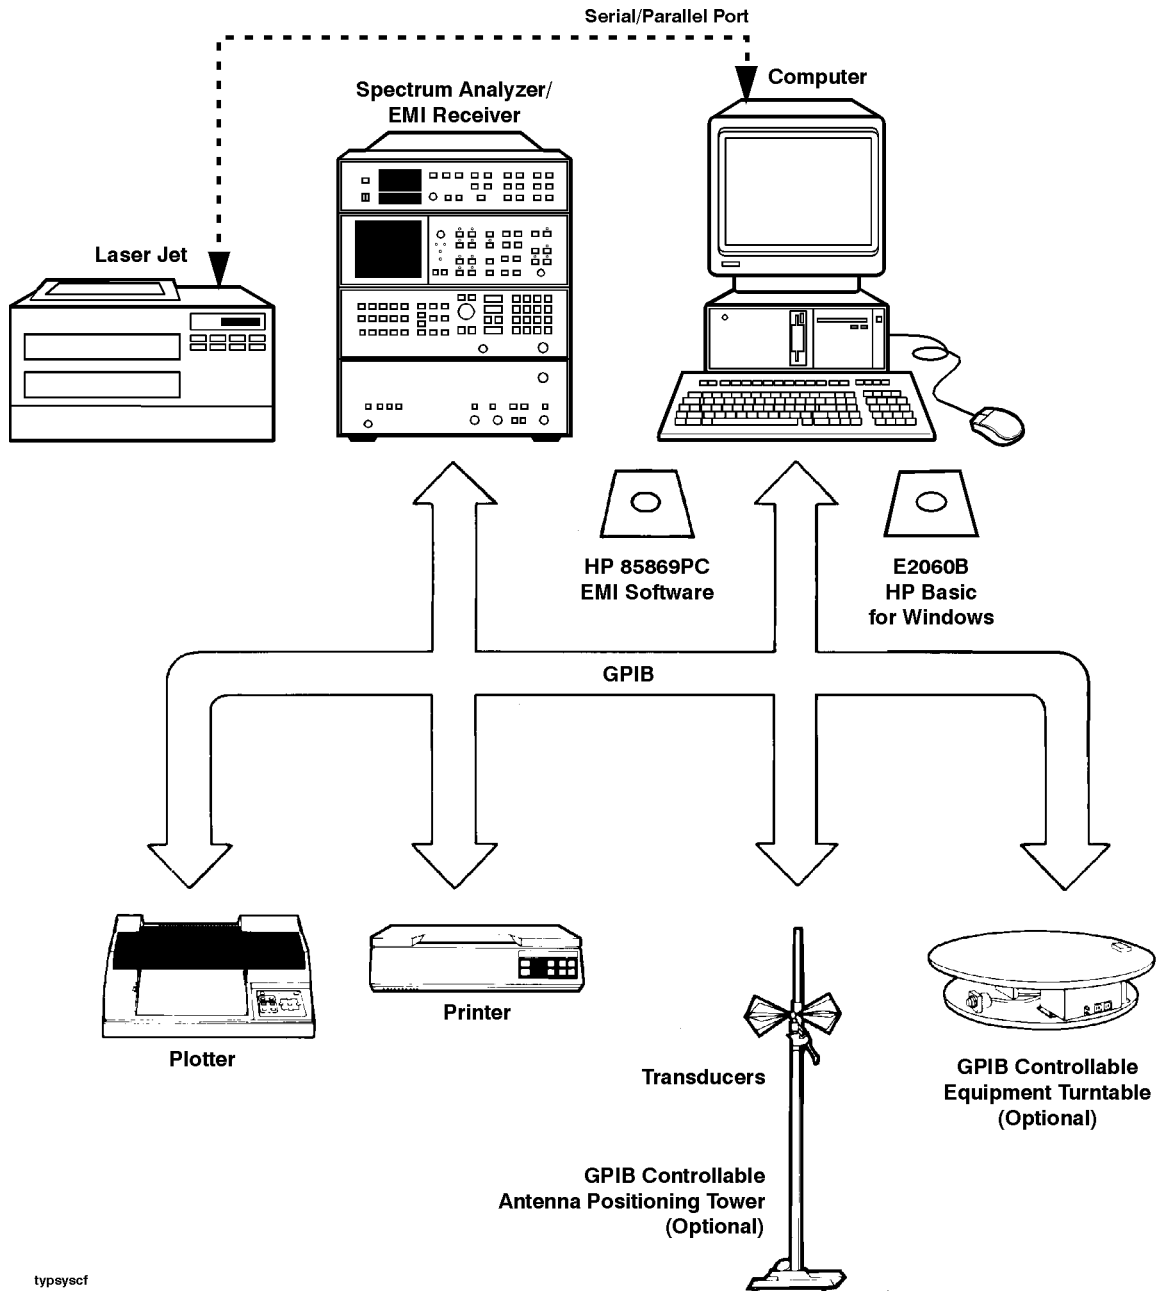 Serial/Parallel Port
Computer
Spectrum Analyzer/
EMI Receiver
Laser Jet
HP 85869PC
EMI Software
E2060B
HP Basic
for Windows
GPIB
Plotter
Printer
Transducers
GPIB Controllable
Antenna Positioning Tower
(Optional)
GPIB Controllable
Equipment Turntable
(Optional)
typsyscf